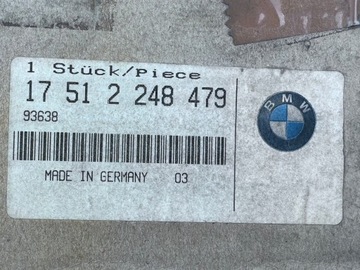 1 Stück/Piece
17 51 2 248 479
93638
BMW
MADE IN GERMANY 03